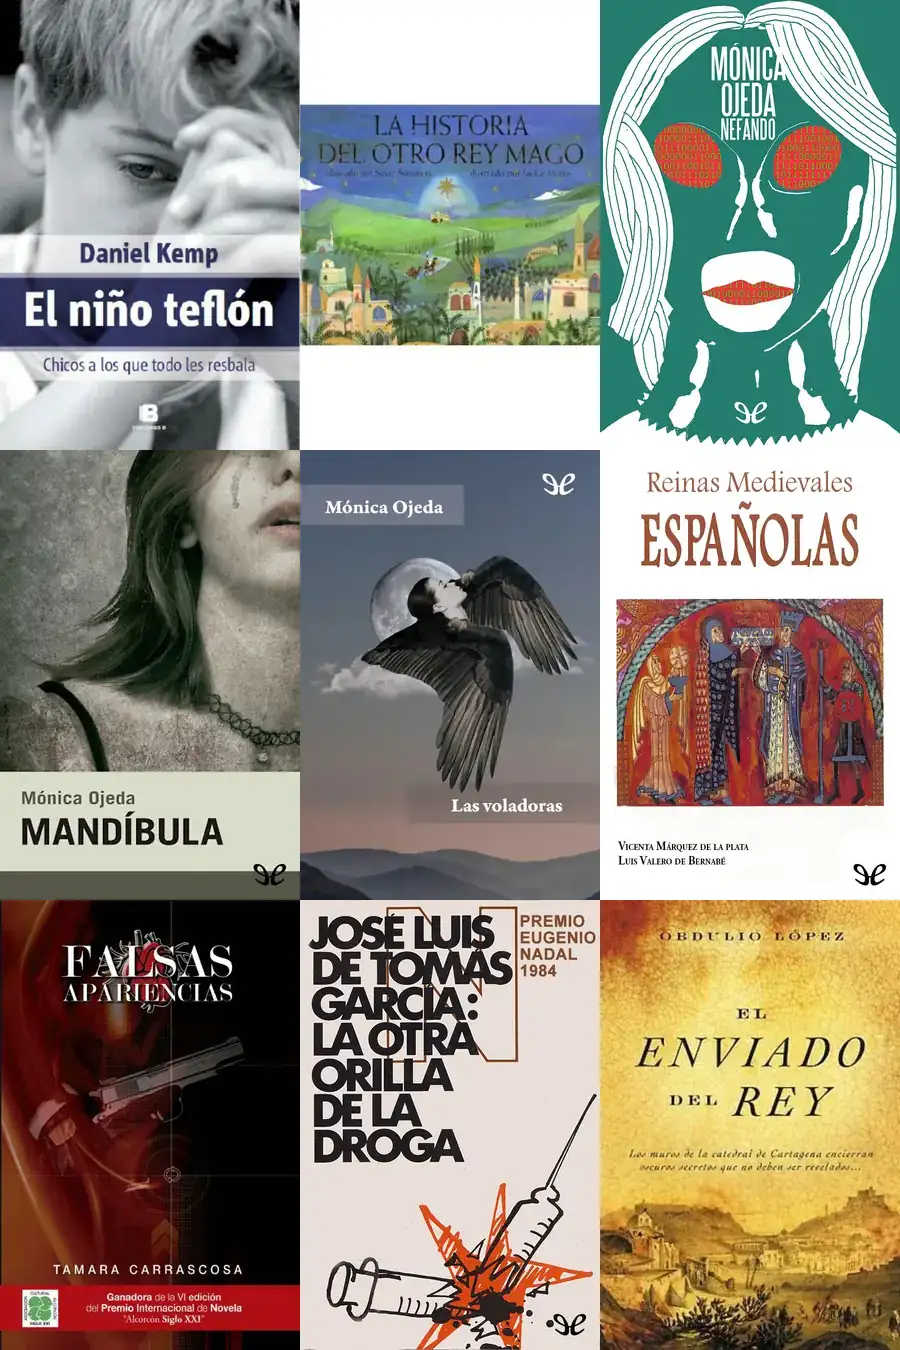 Daniel Kemp
El niño teflón
Chicos a los que todo les resbala
B
EDICIONES B
LA HISTORIA
DEL OTRO REY MAGO
MÓNICA
OJEDA
NEFANDO
Mónica Ojeda
MANDÍBULA
Mónica Ojeda
Las voladoras
Reinas Medievales
ESPAÑOLAS
VICENTA MÁRQUEZ DE LA PLATA
LUIS VALERO DE BERNABÉ
FALSAS
APARIENCIAS
TAMARA CARRASCOSA
Ganadora de la VI edición
del Premio Internacional de Novela
"Alcorcón Siglo XXI"
SIGLO XXI
JOSÉ LUIS
DE TOMÁS
GARCÍA:
LA OTRA
ORILLA
DE LA
DROGA
N
PREMIO
EUGENIO
NADAL
1984
OBDULIO LÓPEZ
EL
ENVIADO
DEL REY
Los muros de la catedral de Cartagena encierran
oscuros secretos que no deben ser revelados...